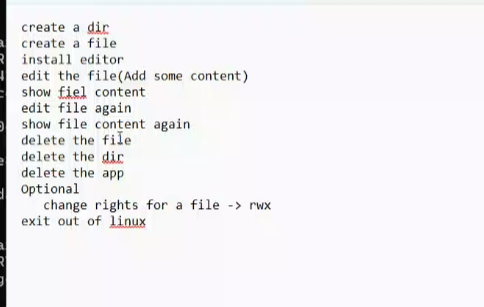 create a dir
create a file
install editor
edit the file(Add some content)
show fiel content
edit file again
show file content again
delete the file
delete the dir
delete the app
Optional
change rights for a file -> rwx
exit out of linux